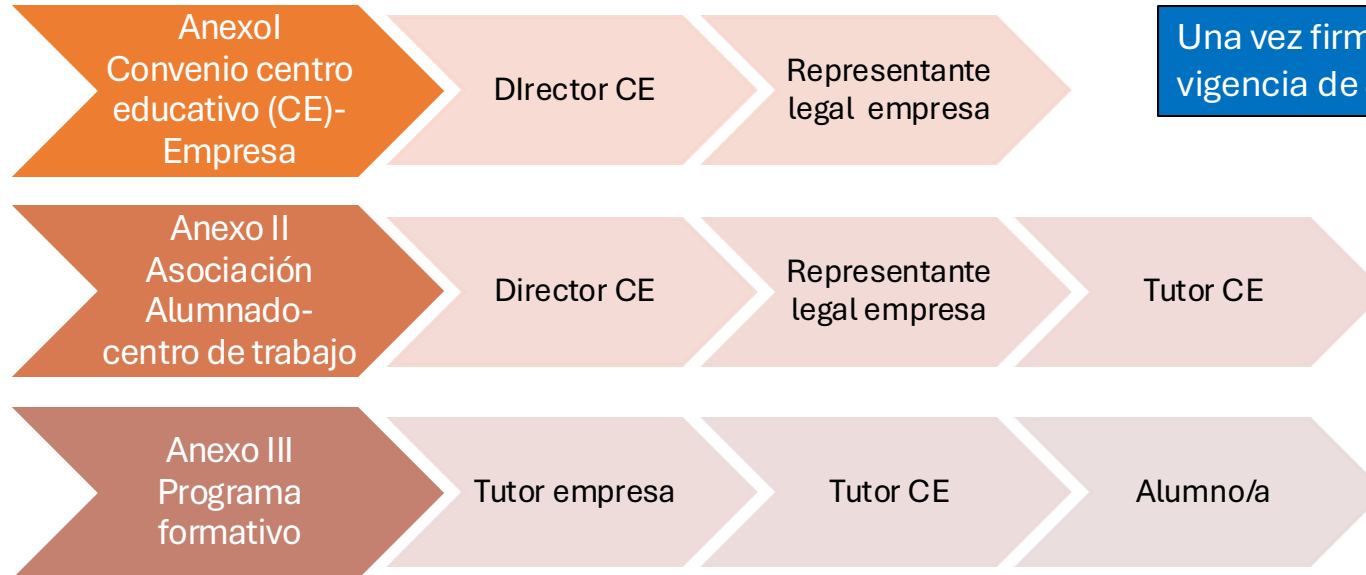 AnexoI
Convenio centro
educativo (CE)-
Empresa
DIrector CE
Representante
legal empresa
Una vez
vigencia de
Anexo II
Asociación
Alumnado-
centro de trabajo
Director CE
Representante
legal empresa
Tutor CE
Anexo III
Programa
formativo
Tutor empresa
Tutor CE
Alumno/a